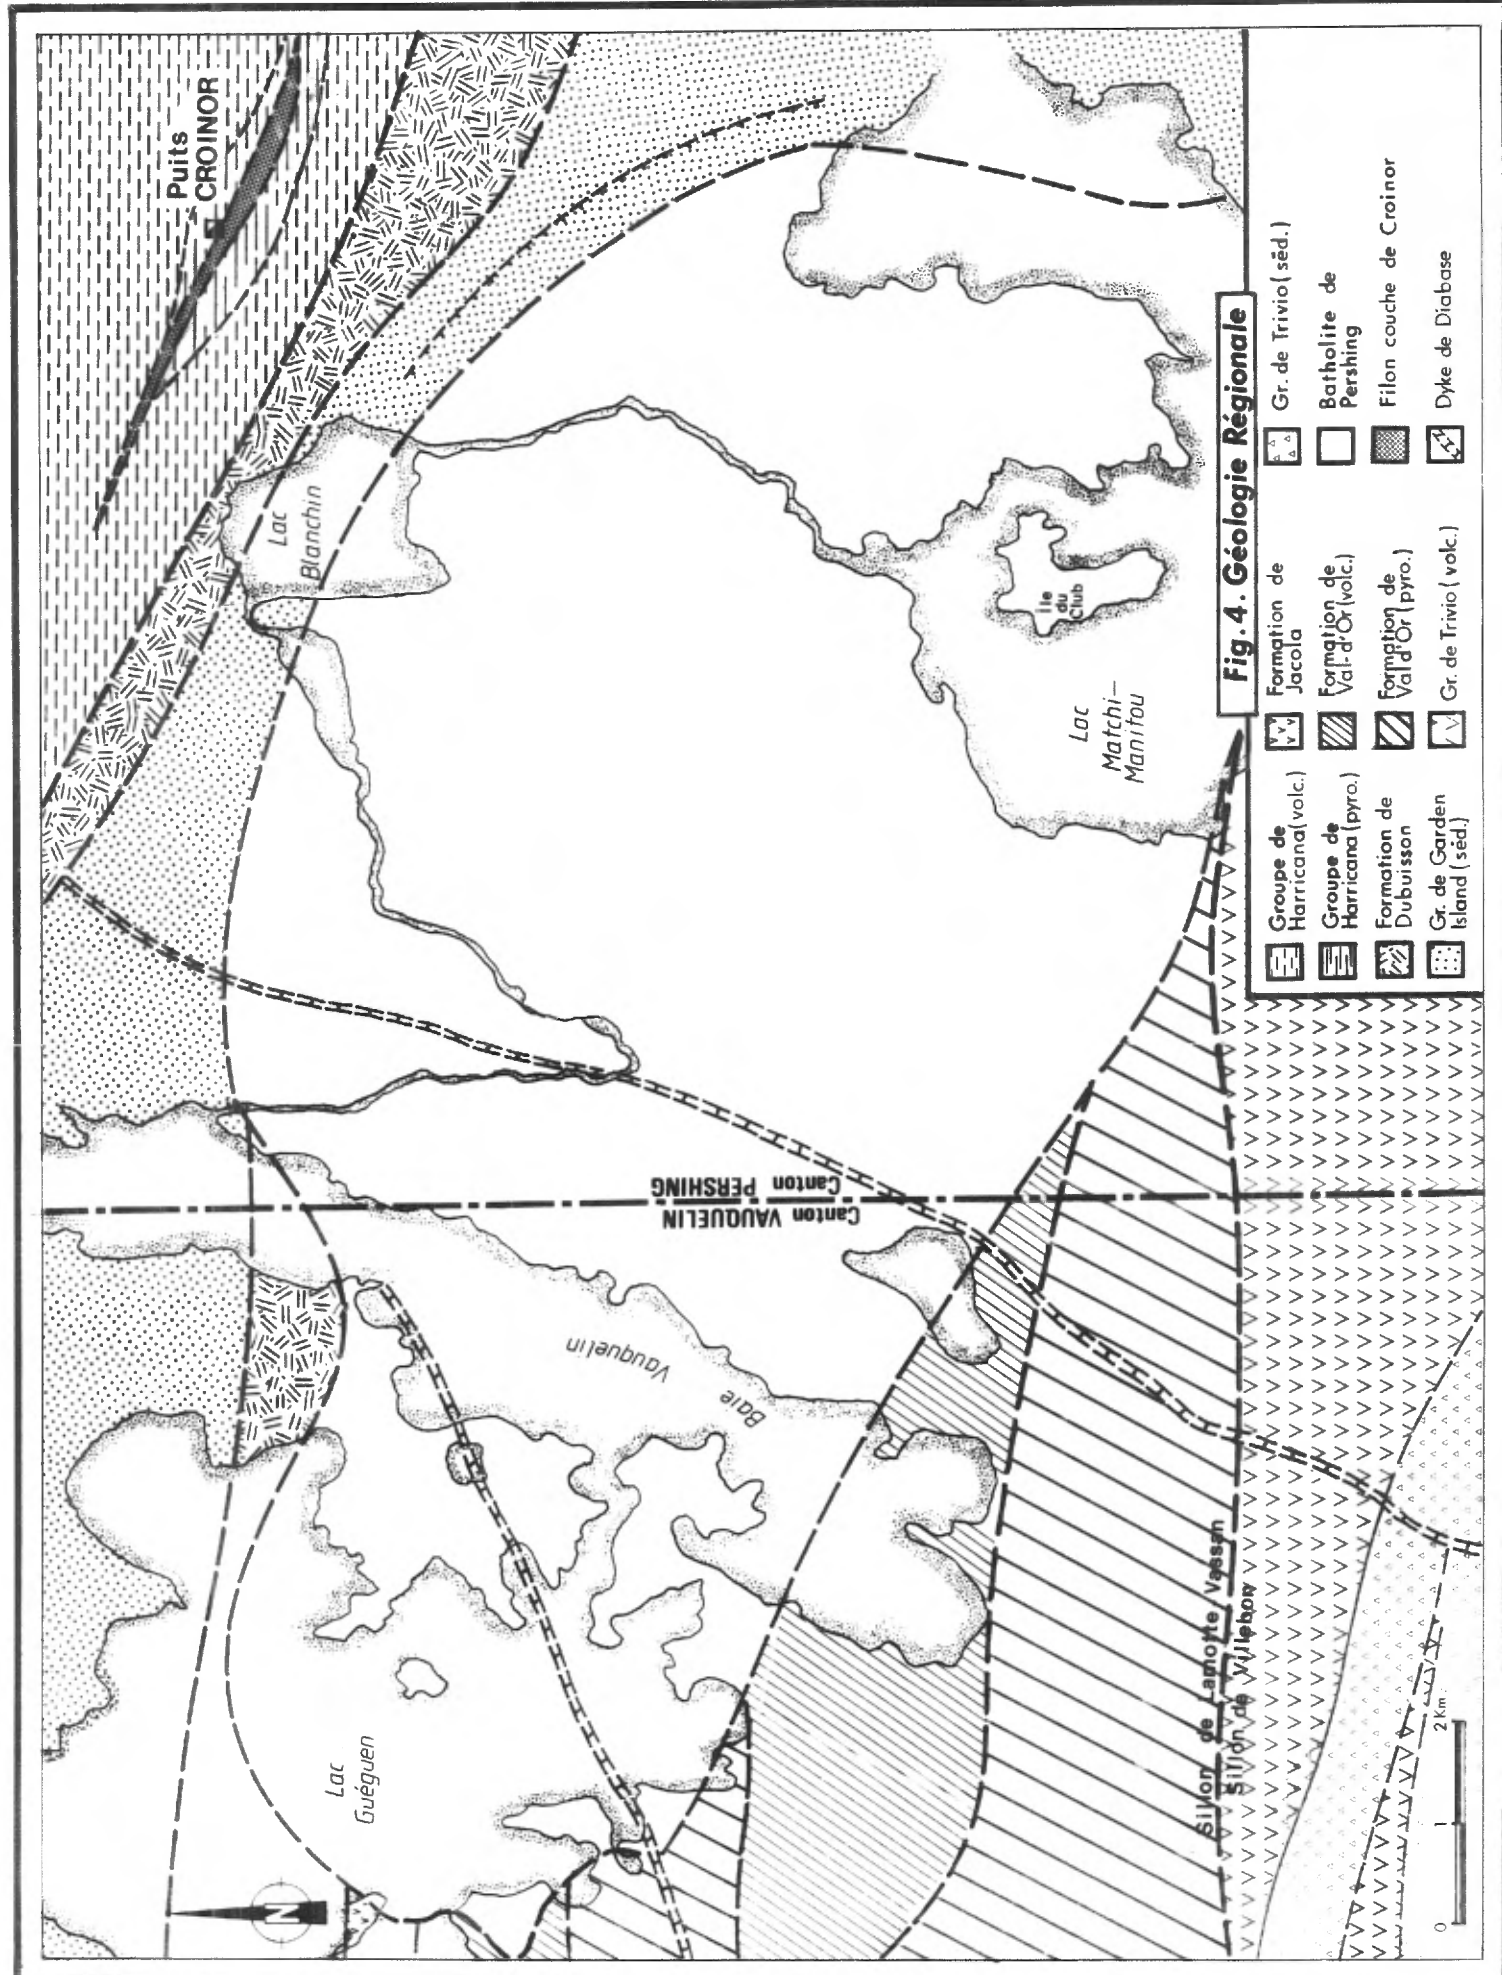 Puits
CROINOR
Lac
Blanchin
Île
du
Club
Lac
Matchi-
Manitou
Canton PERSHING
Canton VAUQUELIN
Baie Vauquelin
Lac
Guéguen
N
Sillon de Lamotte Vassan
Sillon de Villebon
0 1 2 Km
Fig. 4. Géologie Régionale
Groupe de
Harricana (volc.)
Groupe de
Harricana (pyro.)
Formation de
Dubuisson
Gr. de Garden
Island (séd.)
Formation de
Jacola
Formation de
Val-d'Or (volc.)
Formation de
Val d'Or (pyro.)
Gr. de Trivio (volc.)
Gr. de Trivio (séd.)
Batholite de
Pershing
Filon couche de Croinor
Dyke de Diabase